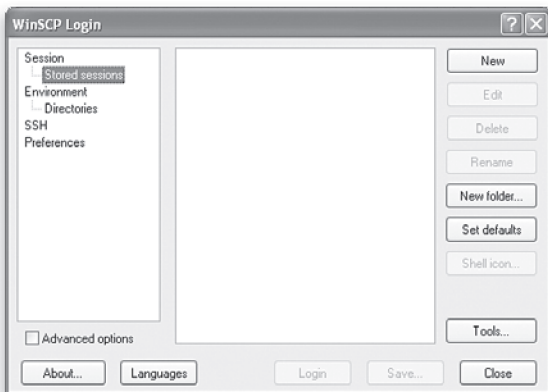 WinSCP Login
Session
Stored sessions
Environment
Directories
SSH
Preferences
New
Edit
Delete
Rename
New folder...
Set defaults
Shell icon...
Tools...
Advanced options
About...
Languages
Login
Save...
Close